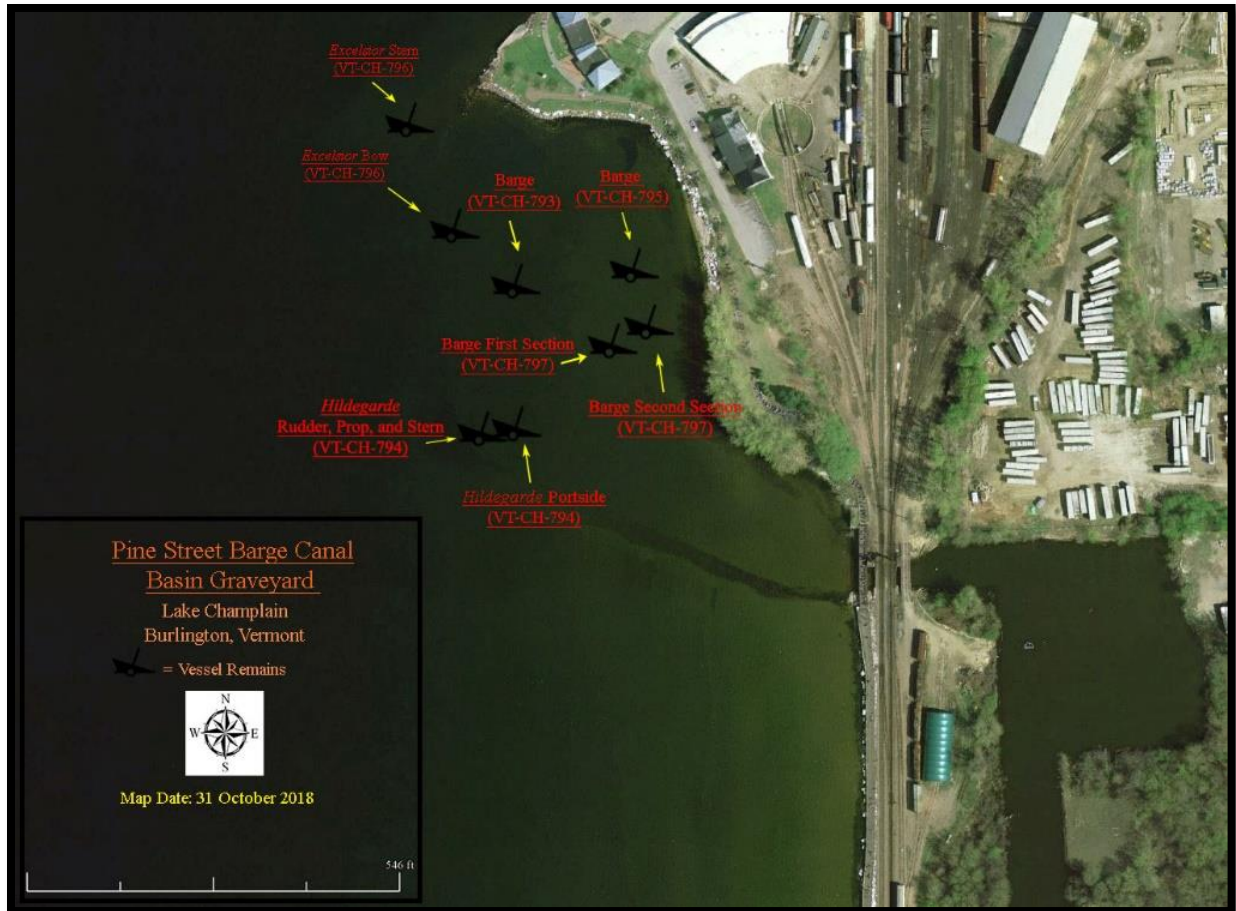 Excelsior Stern
(VT-CH-796)
Excelsior Bow
(VT-CH-796)
Barge
(VT-CH-793)
Barge
(VT-CH-795)
Barge First Section
(VT-CH-797)
Barge Second Section
(VT-CH-797)
Hildegarde
Rudder, Prop, and Stern
(VT-CH-794)
Hildegarde Portside
(VT-CH-794)
Pine Street Barge Canal
Basin Graveyard
Lake Champlain
Burlington, Vermont
= Vessel Remains
N
W E
S
Map Date: 31 October 2018
546 ft